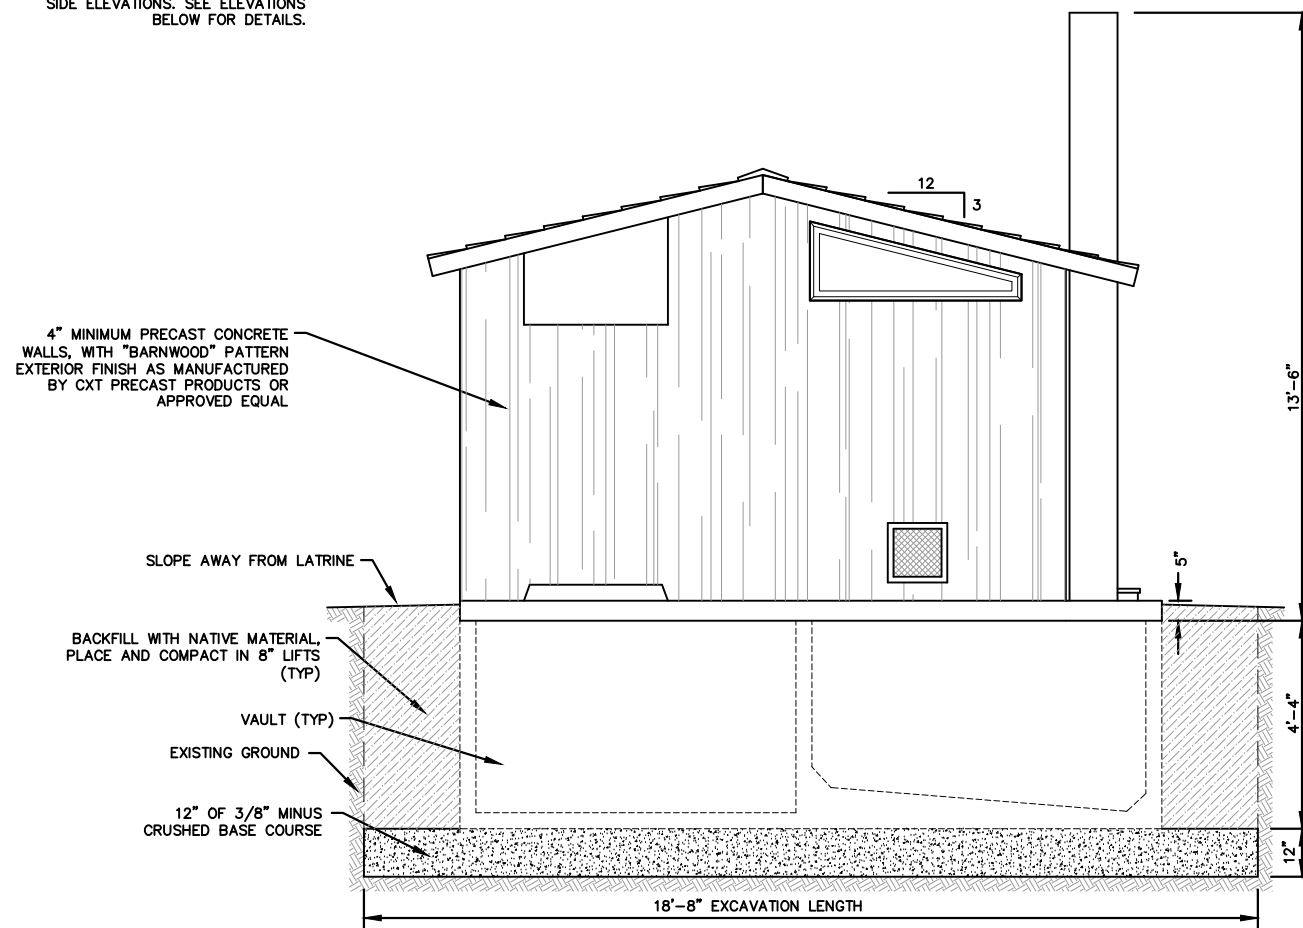 SIDE ELEVATIONS. SEE ELEVATIONS
BELOW FOR DETAILS.
12
3
4" MINIMUM PRECAST CONCRETE
WALLS, WITH "BARNWOOD" PATTERN
EXTERIOR FINISH AS MANUFACTURED
BY CXT PRECAST PRODUCTS OR
APPROVED EQUAL
13'-6"
SLOPE AWAY FROM LATRINE
5"
BACKFILL WITH NATIVE MATERIAL,
PLACE AND COMPACT IN 8" LIFTS
(TYP)
VAULT (TYP)
4'-4"
EXISTING GROUND
12" OF 3/8" MINUS
CRUSHED BASE COURSE
12"
18'-8" EXCAVATION LENGTH